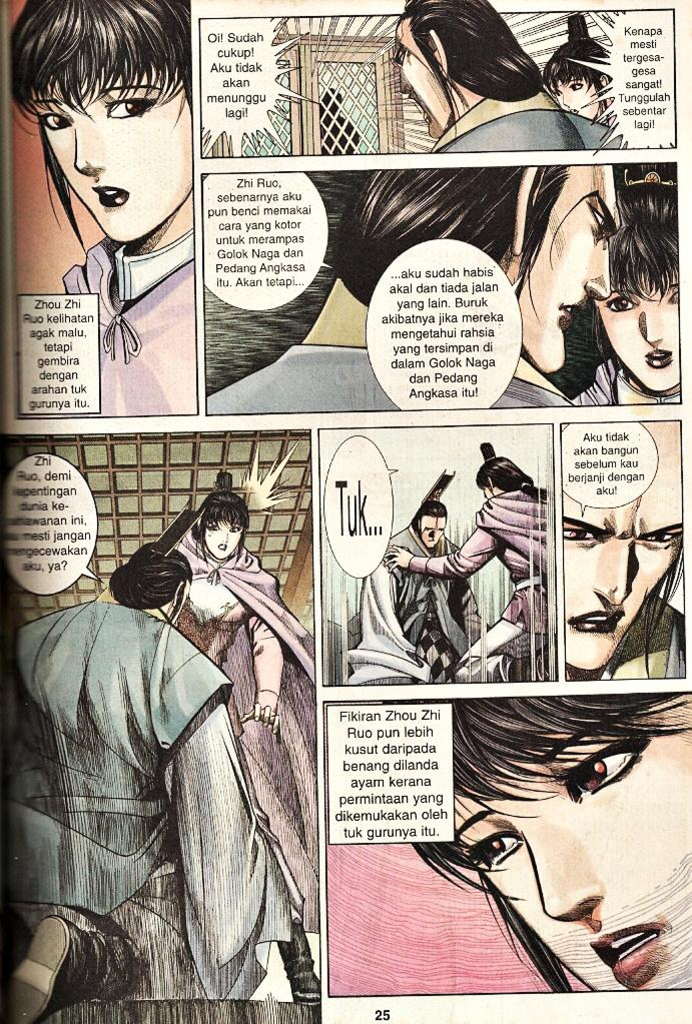 Zhou Zhi
Ruo kelihatan
agak malu,
tetapi
gembira
dengan
arahan tuk
gurunya itu.
Oi! Sudah
cukup!
Aku tidak
akan
menunggu
lagi!
Kenapa
mesti
tergesa-
gesa
sangat!
Tunggulah
sebentar
lagi!
Zhi Ruo,
sebenarnya aku
pun benci memakai
cara yang kotor
untuk merampas
Golok Naga dan
Pedang Angkasa
itu. Akan tetapi...
...aku sudah habis
akal dan tiada jalan
yang lain. Buruk
akibatnya jika mereka
mengetahui rahsia
yang tersimpan di
dalam Golok Naga
dan Pedang
Angkasa itu!
Zhi
Ruo, demi
kepentingan
dunia ke-
pahlawanan ini,
mesti jangan
mengecewakan
aku, ya?
Tuk...
Aku tidak
akan bangun
sebelum kau
berjanji dengan
aku!
Fikiran Zhou Zhi
Ruo pun lebih
kusut daripada
benang dilanda
ayam kerana
permintaan yang
dikemukakan oleh
tuk gurunya itu.
25